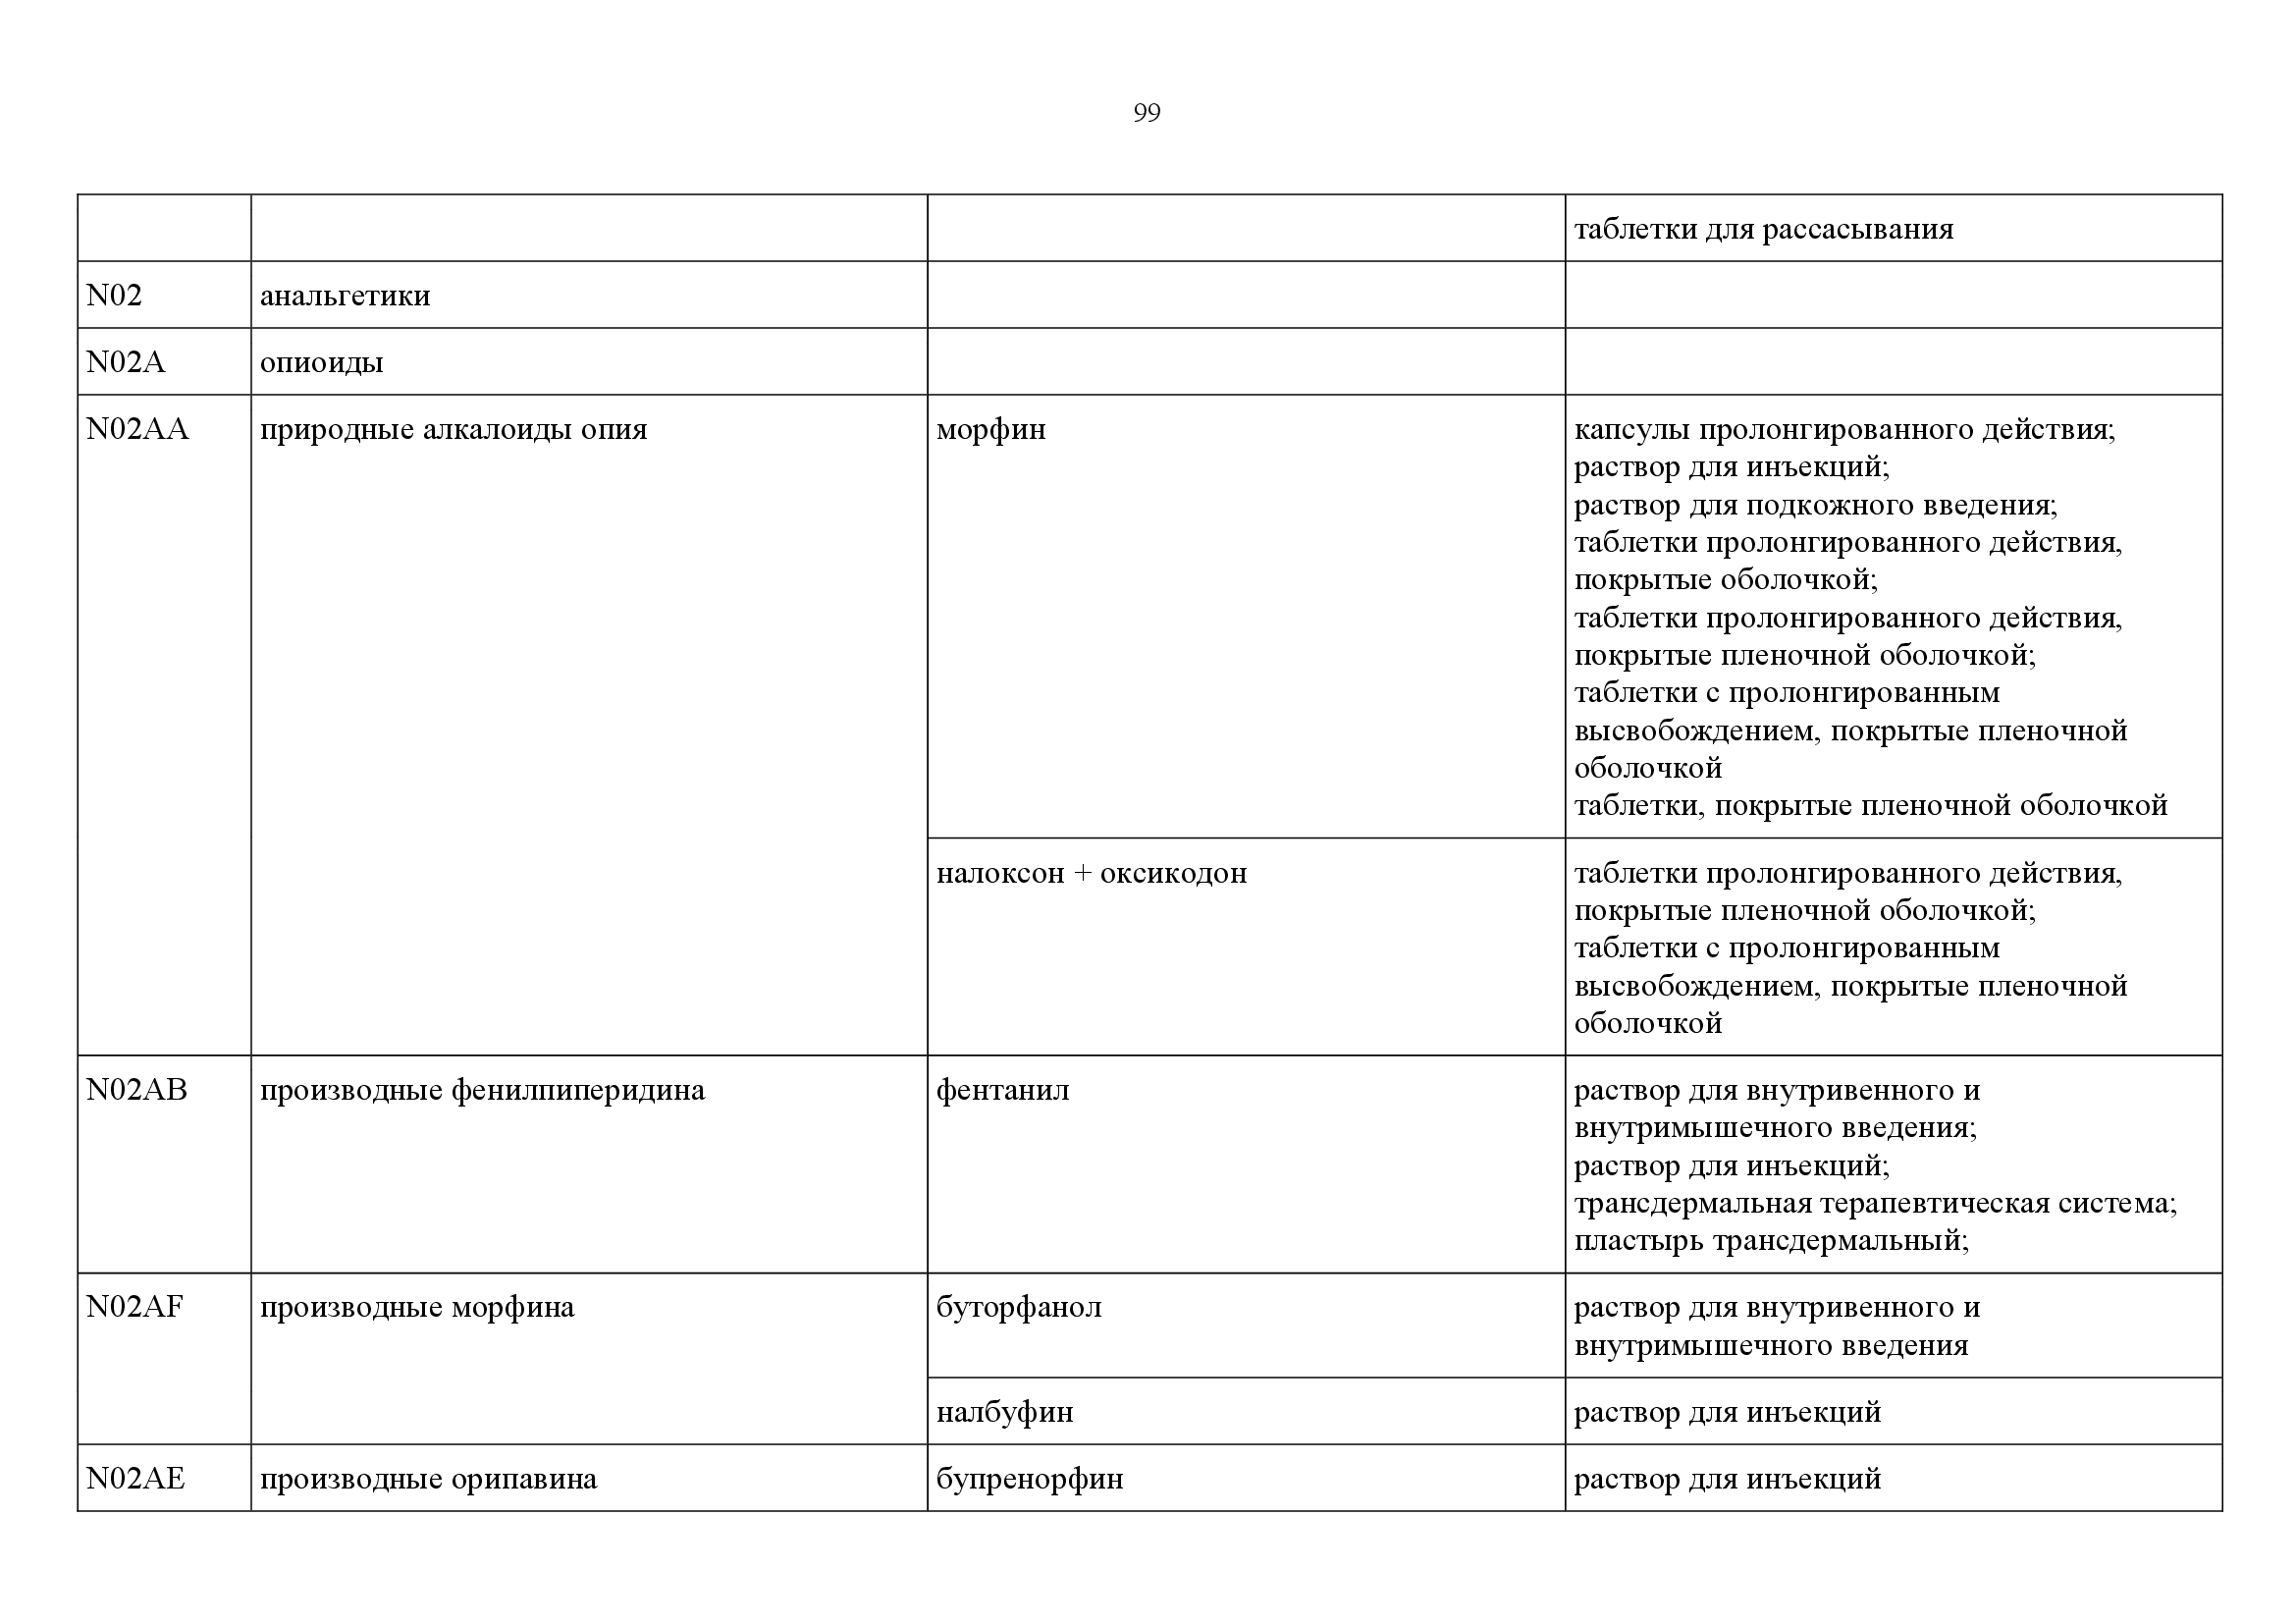 99
таблетки для рассасывания
N02 анальгетики
N02A опиоиды
N02AA природные алкалоиды опия морфин капсулы пролонгированного действия;
раствор для инъекций;
раствор для подкожного введения;
таблетки пролонгированного действия,
покрытые оболочкой;
таблетки пролонгированного действия,
покрытые пленочной оболочкой;
таблетки с пролонгированным
высвобождением, покрытые пленочной
оболочкой
таблетки, покрытые пленочной оболочкой
налоксон + оксикодон таблетки пролонгированного действия,
покрытые пленочной оболочкой;
таблетки с пролонгированным
высвобождением, покрытые пленочной
оболочкой
N02AB производные фенилпиперидина фентанил раствор для внутривенного и
внутримышечного введения;
раствор для инъекций;
трансдермальная терапевтическая система;
пластырь трансдермальный;
N02AF производные морфина буторфанол раствор для внутривенного и
внутримышечного введения
налбуфин раствор для инъекций
N02AE производные орипавина бупренорфин раствор для инъекций